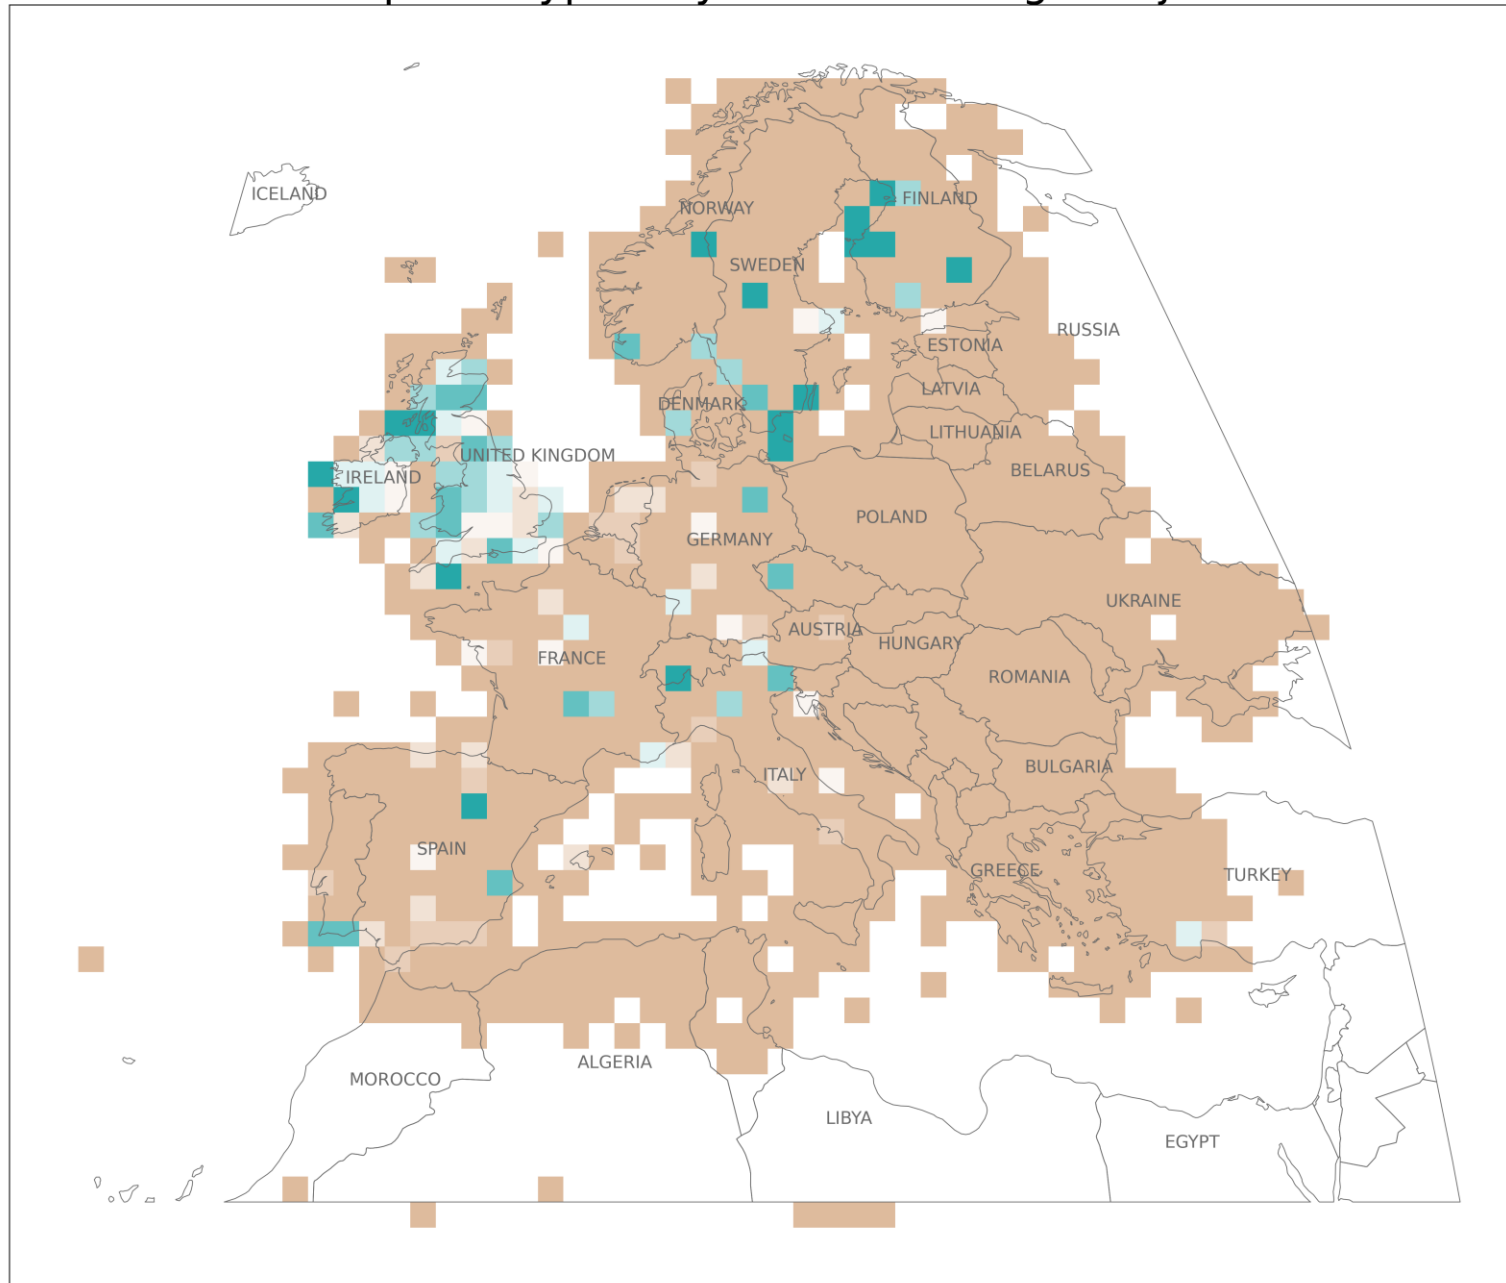 ICELAND
NORWAY
FINLAND
SWEDEN
RUSSIA
ESTONIA
LATVIA
DENMARK
LITHUANIA
UNITED KINGDOM
BELARUS
IRELAND
POLAND
GERMANY
UKRAINE
AUSTRIA
HUNGARY
FRANCE
ROMANIA
BULGARIA
ITALY
SPAIN
GREECE
TURKEY
ALGERIA
MOROCCO
LIBYA
EGYPT